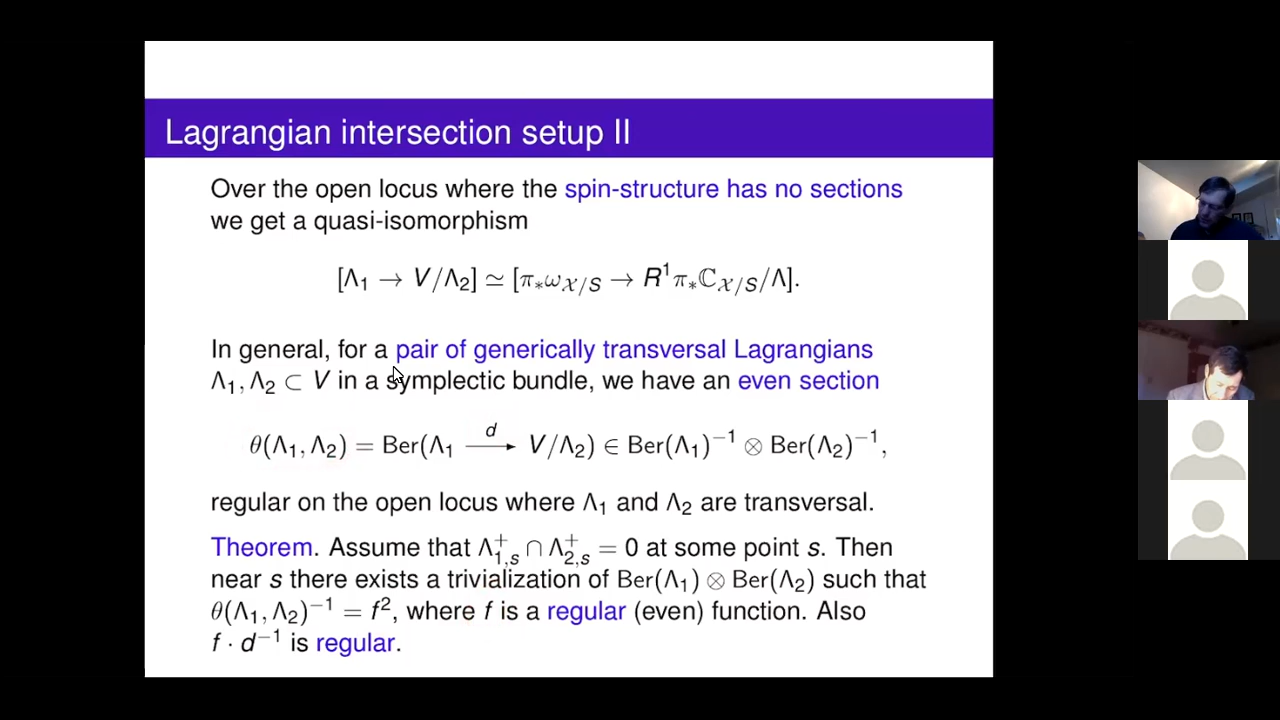 Lagrangian intersection setup II
Over the open locus where the spin-structure has no sections
we get a quasi-isomorphism
[Λ₁ → V/Λ₂] ≃ [π∗ω_{𝒳/S} → R¹π∗ℂ_{𝒳/S}/Λ].
In general, for a pair of generically transversal Lagrangians
Λ₁, Λ₂ ⊂ V in a symplectic bundle, we have an even section
θ(Λ₁, Λ₂) = Ber(Λ₁ —d→ V/Λ₂) ∈ Ber(Λ₁)⁻¹ ⊗ Ber(Λ₂)⁻¹,
regular on the open locus where Λ₁ and Λ₂ are transversal.
Theorem. Assume that Λ⁺_{1,s} ∩ Λ⁺_{2,s} = 0 at some point s. Then
near s there exists a trivialization of Ber(Λ₁) ⊗ Ber(Λ₂) such that
θ(Λ₁, Λ₂)⁻¹ = f², where f is a regular (even) function. Also
f · d⁻¹ is regular.